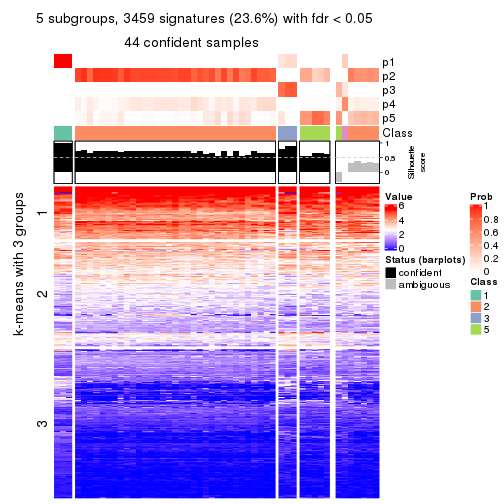 5 subgroups, 3459 signatures (23.6%) with fdr < 0.05
44 confident samples
p1
p2
p3
p4
p5
Class
1
0.5
0
Silhouette
score
k-means with 3 groups
1
2
3
Value
6
4
2
0
Status (barplots)
confident
ambiguous
Prob
1
0.8
0.6
0.4
0.2
0
Class
1
2
3
5